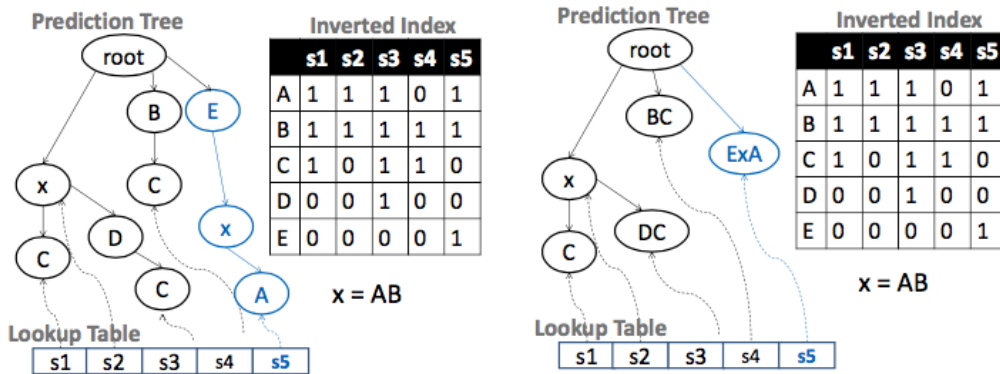 Prediction Tree
Inverted Index
root
s1 s2 s3 s4 s5
A 1 1 1 0 1
B 1 1 1 1 1
C 1 0 1 1 0
D 0 0 1 0 0
E 0 0 0 0 1
B
E
C
x
x
D
C
C
A
x = AB
Lookup Table
s1 s2 s3 s4 s5
Prediction Tree
Inverted Index
root
s1 s2 s3 s4 s5
A 1 1 1 0 1
B 1 1 1 1 1
C 1 0 1 1 0
D 0 0 1 0 0
E 0 0 0 0 1
BC
ExA
x
DC
C
x = AB
Lookup Table
s1 s2 s3 s4 s5